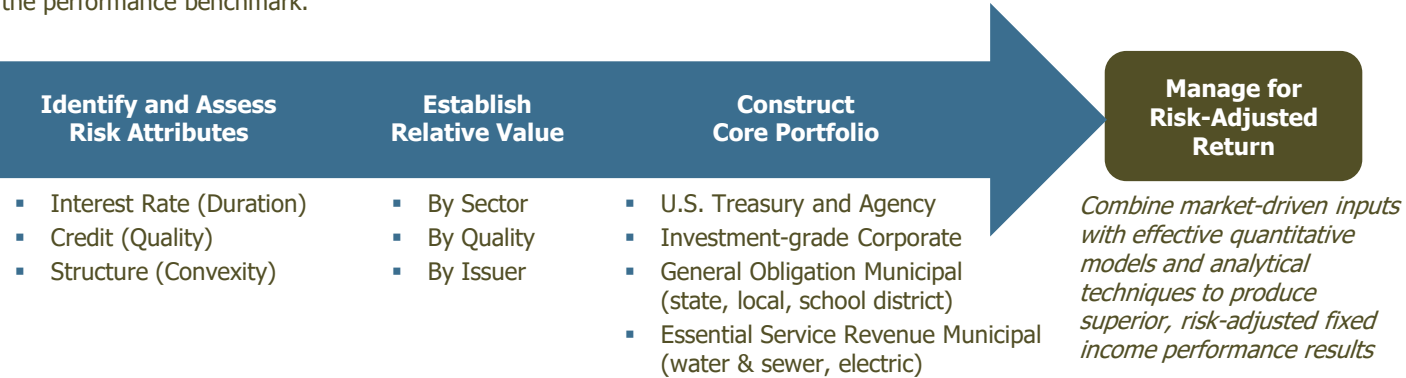 the performance benchmark.
Identify and Assess
Risk Attributes
Establish
Relative Value
Construct
Core Portfolio
Manage for
Risk-Adjusted
Return
▪ Interest Rate (Duration)
▪ Credit (Quality)
▪ Structure (Convexity)
▪ By Sector
▪ By Quality
▪ By Issuer
▪ U.S. Treasury and Agency
▪ Investment-grade Corporate
▪ General Obligation Municipal
(state, local, school district)
▪ Essential Service Revenue Municipal
(water & sewer, electric)
Combine market-driven inputs
with effective quantitative
models and analytical
techniques to produce
superior, risk-adjusted fixed
income performance results